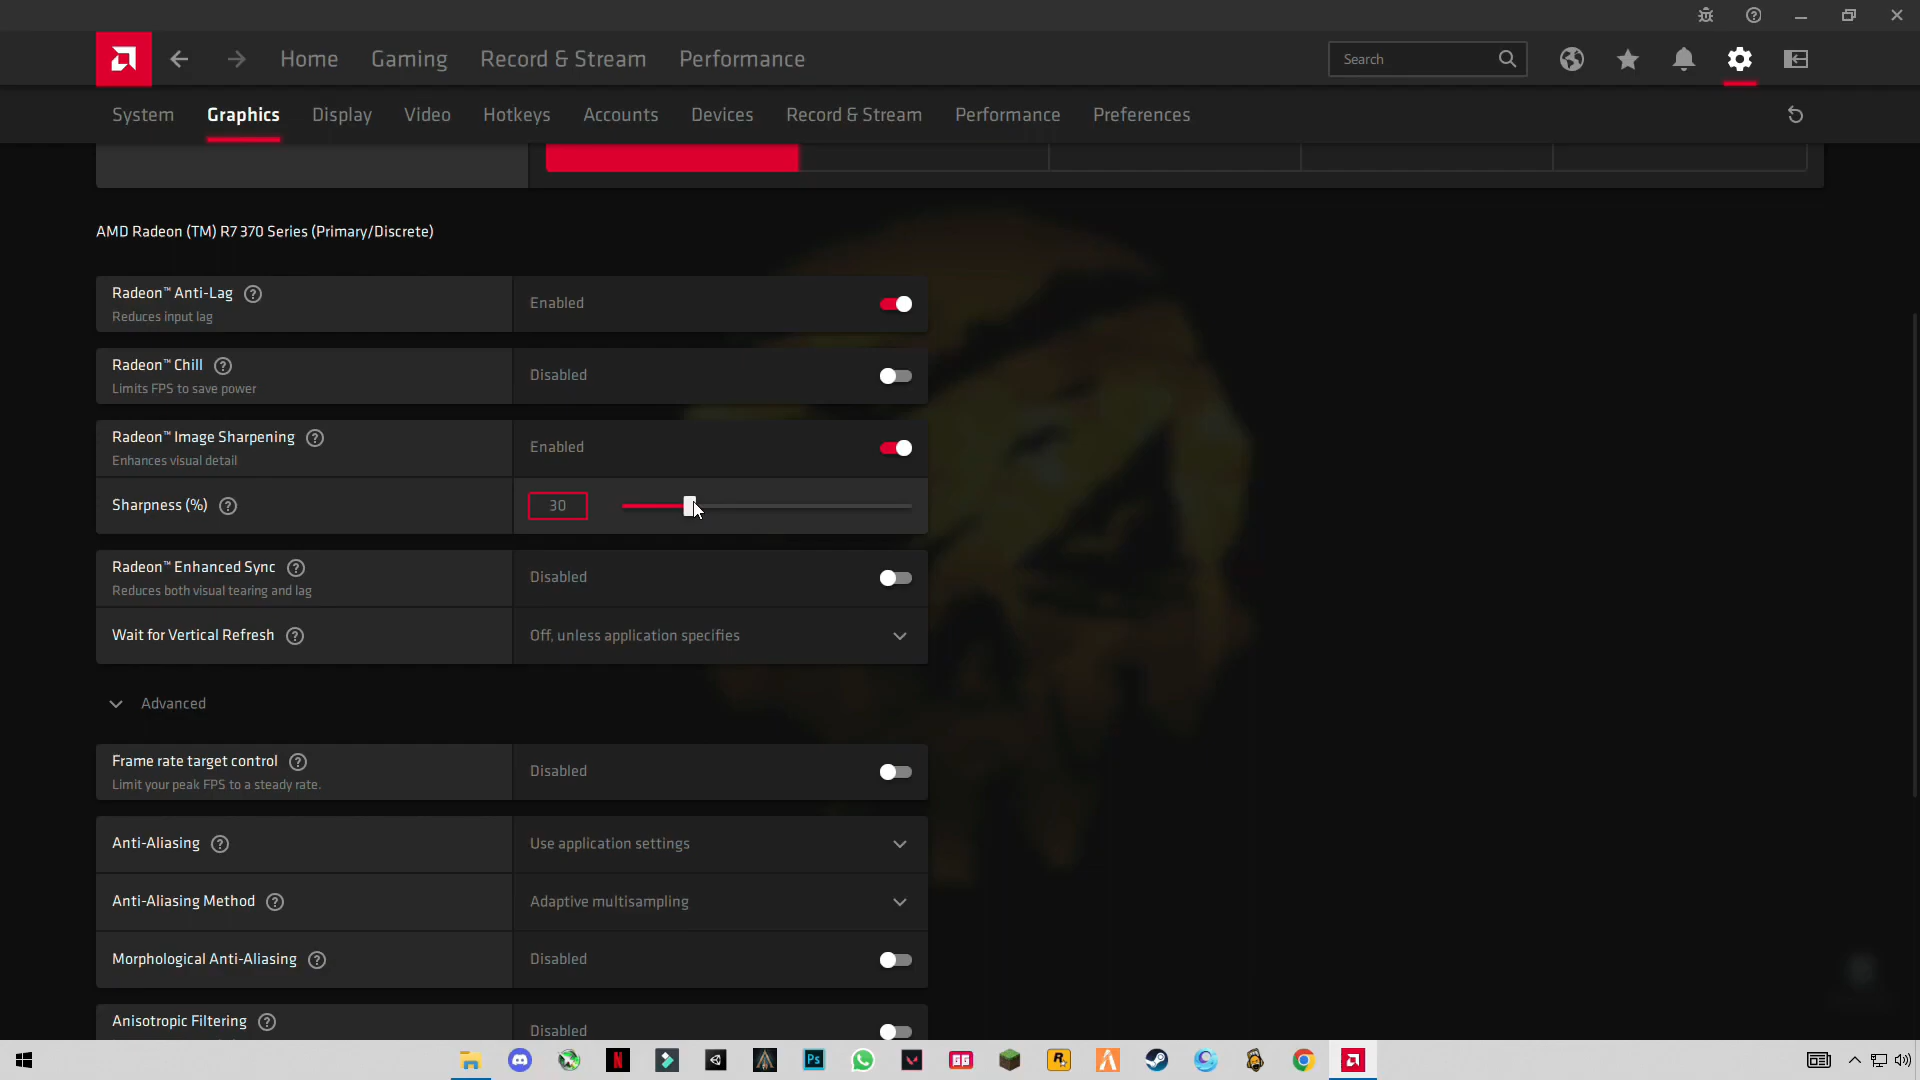 Home Gaming Record & Stream Performance Search
System Graphics Display Video Hotkeys Accounts Devices Record & Stream Performance Preferences
AMD Radeon (TM) R7 370 Series (Primary/Discrete)
Radeon™ Anti-Lag Enabled
Reduces input lag
Radeon™ Chill Disabled
Limits FPS to save power
Radeon™ Image Sharpening Enabled
Enhances visual detail
Sharpness (%) 30
Radeon™ Enhanced Sync Disabled
Reduces both visual tearing and lag
Wait for Vertical Refresh Off, unless application specifies
Advanced
Frame rate target control Disabled
Limit your peak FPS to a steady rate.
Anti-Aliasing Use application settings
Anti-Aliasing Method Adaptive multisampling
Morphological Anti-Aliasing Disabled
Anisotropic Filtering Disabled
N Ps GG R